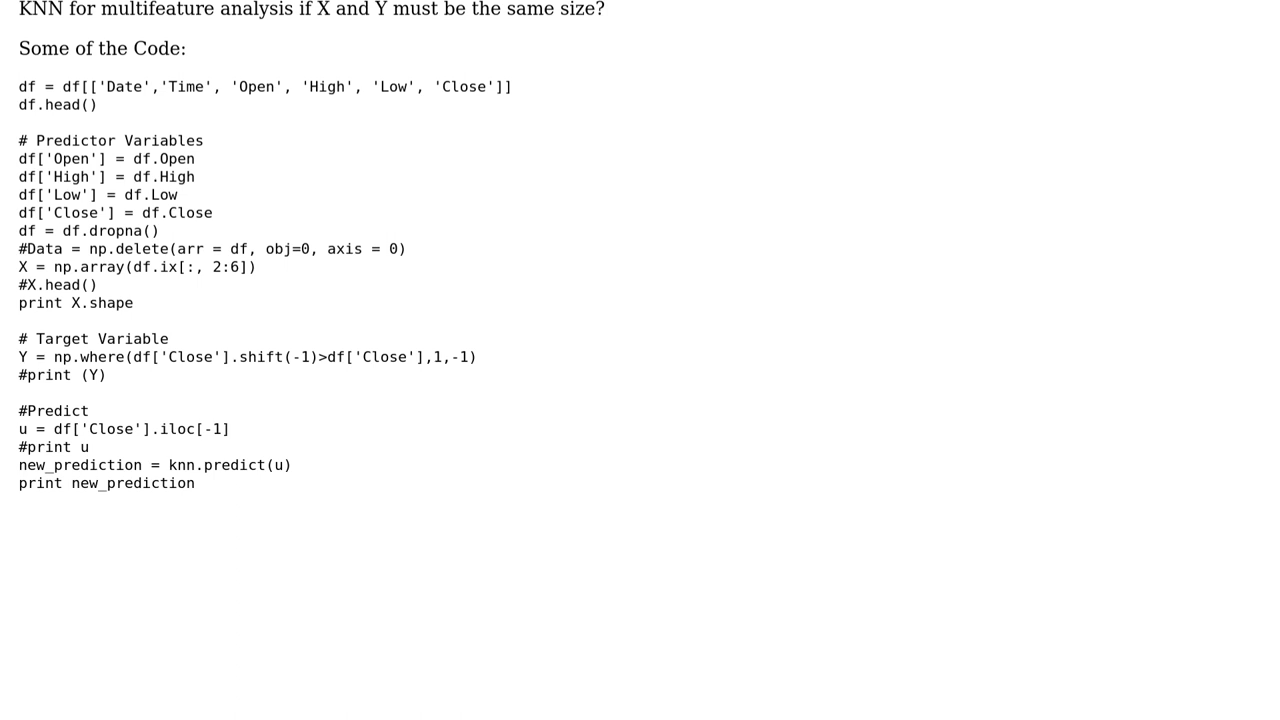 KNN for multifeature analysis if X and Y must be the same size?
Some of the Code:
df = df[['Date','Time', 'Open', 'High', 'Low', 'Close']]
df.head()
# Predictor Variables
df['Open'] = df.Open
df['High'] = df.High
df['Low'] = df.Low
df['Close'] = df.Close
df = df.dropna()
#Data = np.delete(arr = df, obj=0, axis = 0)
X = np.array(df.ix[:, 2:6])
#X.head()
print X.shape
# Target Variable
Y = np.where(df['Close'].shift(-1)>df['Close'],1,-1)
#print (Y)
#Predict
u = df['Close'].iloc[-1]
#print u
new_prediction = knn.predict(u)
print new_prediction